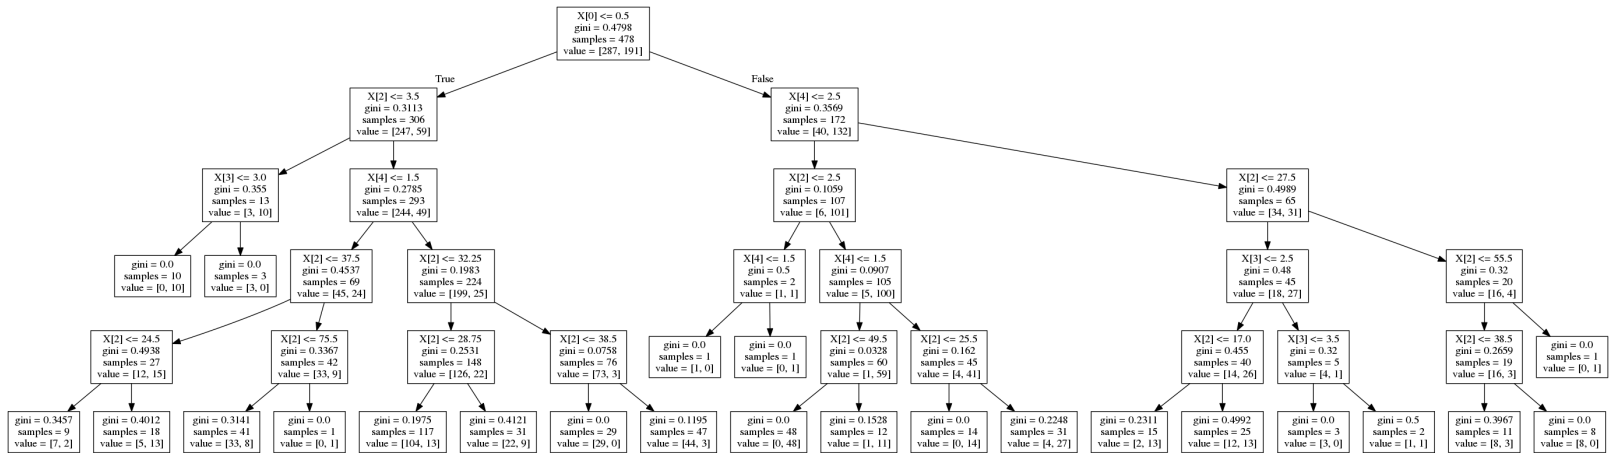 X[0] <= 0.5
gini = 0.4798
samples = 478
value = [287, 191]
True
False
X[2] <= 3.5
gini = 0.3113
samples = 306
value = [247, 59]
X[4] <= 2.5
gini = 0.3569
samples = 172
value = [40, 132]
X[3] <= 3.0
gini = 0.355
samples = 13
value = [3, 10]
X[4] <= 1.5
gini = 0.2785
samples = 293
value = [244, 49]
X[2] <= 2.5
gini = 0.1059
samples = 107
value = [6, 101]
X[2] <= 27.5
gini = 0.4989
samples = 65
value = [34, 31]
gini = 0.0
samples = 10
value = [0, 10]
gini = 0.0
samples = 3
value = [3, 0]
X[2] <= 37.5
gini = 0.4537
samples = 69
value = [45, 24]
X[2] <= 32.25
gini = 0.1983
samples = 224
value = [199, 25]
X[4] <= 1.5
gini = 0.5
samples = 2
value = [1, 1]
X[4] <= 1.5
gini = 0.0907
samples = 105
value = [5, 100]
X[3] <= 2.5
gini = 0.48
samples = 45
value = [18, 27]
X[2] <= 55.5
gini = 0.32
samples = 20
value = [16, 4]
X[2] <= 24.5
gini = 0.4938
samples = 27
value = [12, 15]
X[2] <= 75.5
gini = 0.3367
samples = 42
value = [33, 9]
X[2] <= 28.75
gini = 0.2531
samples = 148
value = [126, 22]
X[2] <= 38.5
gini = 0.0758
samples = 76
value = [73, 3]
gini = 0.0
samples = 1
value = [1, 0]
gini = 0.0
samples = 1
value = [0, 1]
X[2] <= 49.5
gini = 0.0328
samples = 60
value = [1, 59]
X[2] <= 25.5
gini = 0.162
samples = 45
value = [4, 41]
X[2] <= 17.0
gini = 0.455
samples = 40
value = [14, 26]
X[3] <= 3.5
gini = 0.32
samples = 5
value = [4, 1]
X[2] <= 38.5
gini = 0.2659
samples = 19
value = [16, 3]
gini = 0.0
samples = 1
value = [0, 1]
gini = 0.3457
samples = 9
value = [7, 2]
gini = 0.4012
samples = 18
value = [5, 13]
gini = 0.3141
samples = 41
value = [33, 8]
gini = 0.0
samples = 1
value = [0, 1]
gini = 0.1975
samples = 117
value = [104, 13]
gini = 0.4121
samples = 31
value = [22, 9]
gini = 0.0
samples = 29
value = [29, 0]
gini = 0.1195
samples = 47
value = [44, 3]
gini = 0.0
samples = 48
value = [0, 48]
gini = 0.1528
samples = 12
value = [1, 11]
gini = 0.0
samples = 14
value = [0, 14]
gini = 0.2248
samples = 31
value = [4, 27]
gini = 0.2311
samples = 15
value = [2, 13]
gini = 0.4992
samples = 25
value = [12, 13]
gini = 0.0
samples = 3
value = [3, 0]
gini = 0.5
samples = 2
value = [1, 1]
gini = 0.3967
samples = 11
value = [8, 3]
gini = 0.0
samples = 8
value = [8, 0]